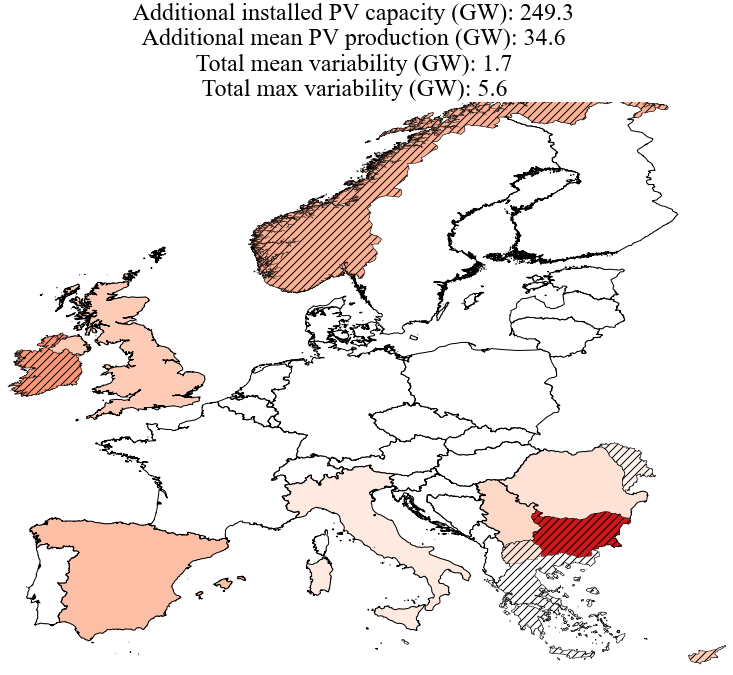 Additional installed PV capacity (GW): 249.3
Additional mean PV production (GW): 34.6
Total mean variability (GW): 1.7
Total max variability (GW): 5.6